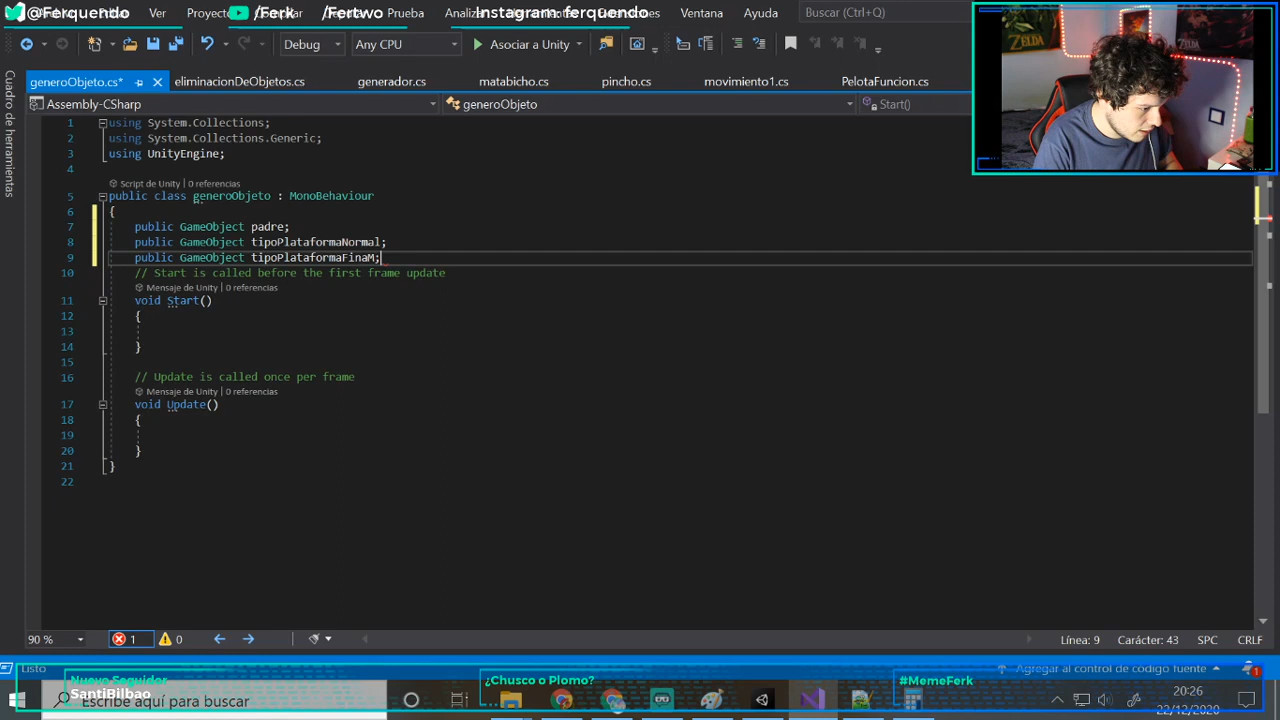 @Ferquendo
/Ferk
/Ferwo
Instagram-ferquendo
Ver
Proyecto
Prueba
Ventana
Ayuda
Buscar (Ctrl+Q)
Debug
Any CPU
Asociar a Unity
generoObjeto.cs*
eliminacionDeObjetos.cs
generador.cs
matabicho.cs
pincho.cs
movimiento1.cs
PelotaFuncion.cs
Cuadro de herramientas
Assembly-CSharp
generoObjeto
Start()
1 using System.Collections;
2 using System.Collections.Generic;
3 using UnityEngine;
4
Script de Unity | 0 referencias
5 public class generoObjeto : MonoBehaviour
6 {
7 public GameObject padre;
8 public GameObject tipoPlataformaNormal;
9 public GameObject tipoPlataformaFinaM;
10 // Start is called before the first frame update
Mensaje de Unity | 0 referencias
11 void Start()
12 {
13
14 }
15
16 // Update is called once per frame
Mensaje de Unity | 0 referencias
17 void Update()
18 {
19
20 }
21 }
22
90 %
1
0
Línea: 9
Carácter: 43
SPC
CRLF
Listo
Agregar al control de código fuente
1
Nuevo Seguidor
SantiBilbao
¿Chusco o Plomo?
#MemeFerk
Escribe aquí para buscar
20:26
22/12/2020